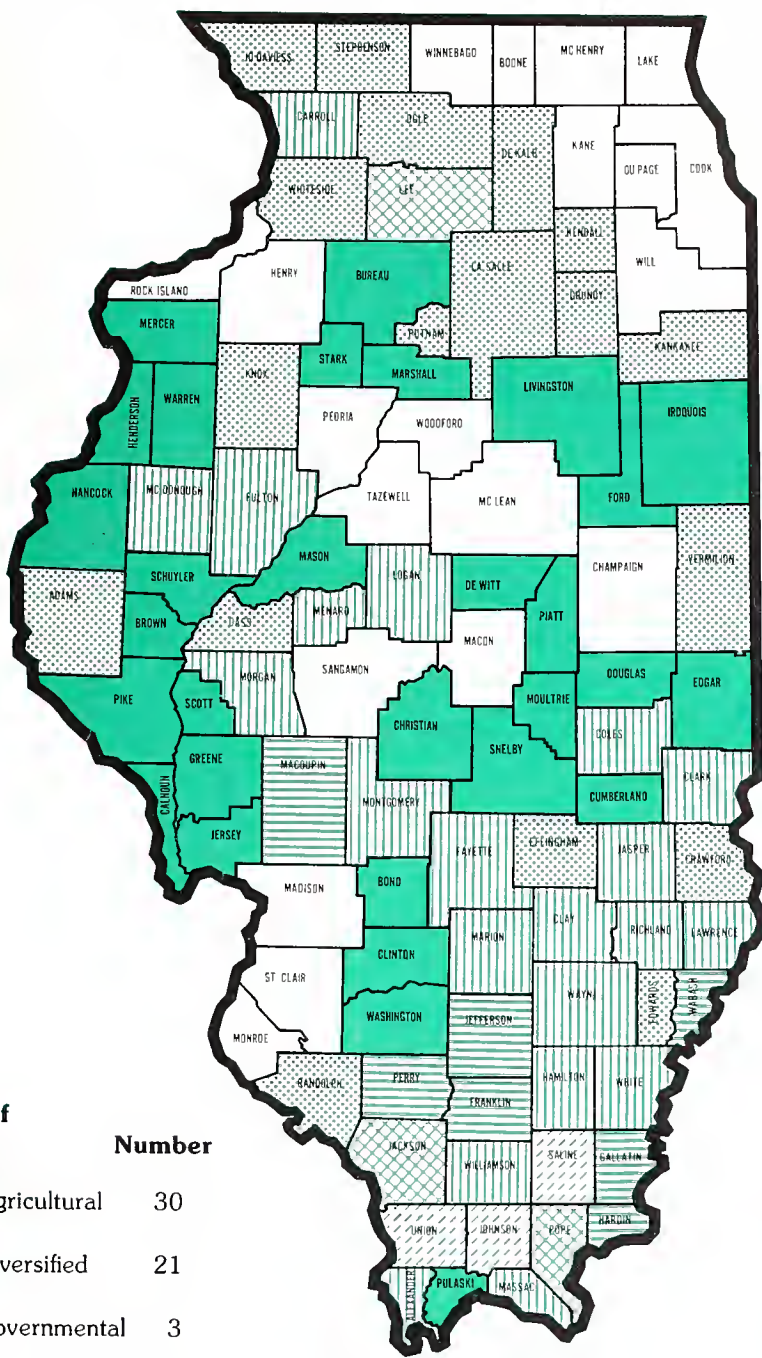 JO DAVIESS
STEPHENSON
WINNEBAGO
BOONE
MC HENRY
LAKE
CARROLL
OGLE
DE KALB
KANE
DU PAGE
COOK
WHITESIDE
LEE
KENDALL
WILL
ROCK ISLAND
HENRY
BUREAU
LA SALLE
GRUNDY
PUTNAM
KANKAKEE
MERCER
STARK
MARSHALL
KNOX
LIVINGSTON
IROQUOIS
HENDERSON
WARREN
PEORIA
WOODFORD
FORD
HANCOCK
MC DONOUGH
FULTON
TAZEWELL
MC LEAN
MASON
LOGAN
DE WITT
CHAMPAIGN
VERMILION
ADAMS
SCHUYLER
BROWN
CASS
MENARD
MACON
PIATT
PIKE
SCOTT
MORGAN
SANGAMON
DOUGLAS
EDGAR
CHRISTIAN
MOULTRIE
SHELBY
COLES
CALHOUN
GREENE
MACOUPIN
MONTGOMERY
CUMBERLAND
CLARK
JERSEY
FAYETTE
EFFINGHAM
JASPER
CRAWFORD
MADISON
BOND
MARION
CLAY
RICHLAND
LAWRENCE
ST CLAIR
CLINTON
WAYNE
EDWARDS
WABASH
MONROE
WASHINGTON
JEFFERSON
RANDOLPH
PERRY
FRANKLIN
HAMILTON
WHITE
JACKSON
WILLIAMSON
SALINE
GALLATIN
UNION
JOHNSON
POPE
HARDIN
ALEXANDER
PULASKI
MASSAC
f
Number
gricultural 30
versified 21
overnmental 3